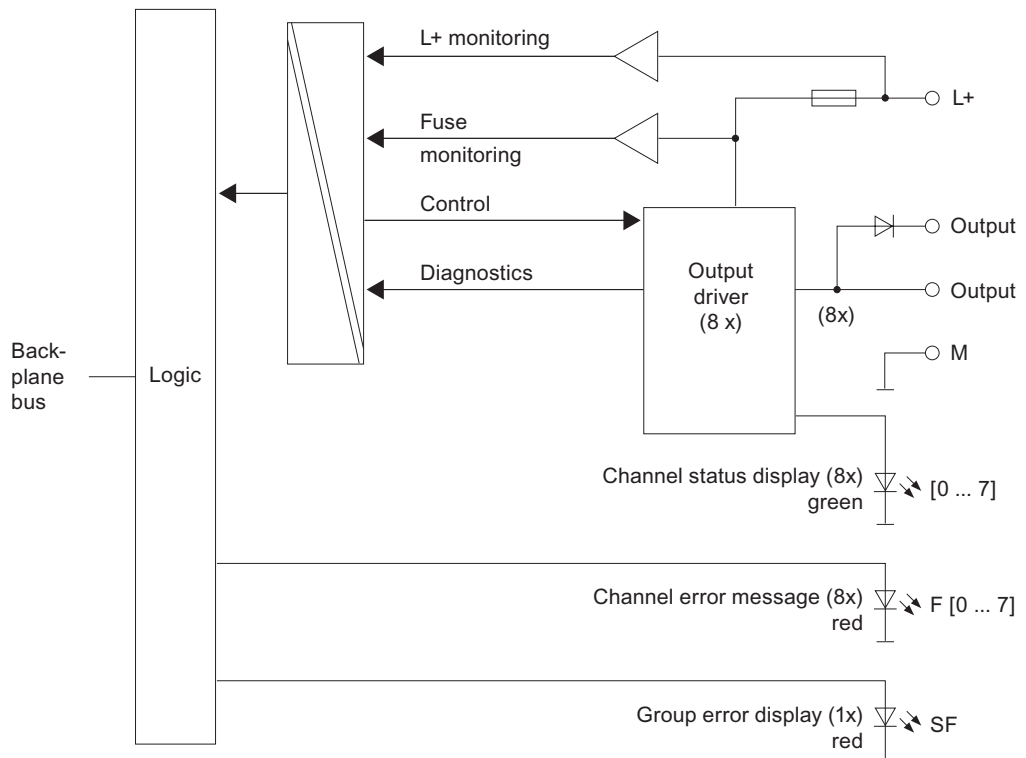 L+ monitoring
L+
Fuse
monitoring
Control
Output
Diagnostics
Output
driver
(8 x)
(8x)
Output
M
Back-
plane
bus
Logic
Channel status display (8x)
green
[0 ... 7]
Channel error message (8x)
red
F [0 ... 7]
Group error display (1x)
red
SF